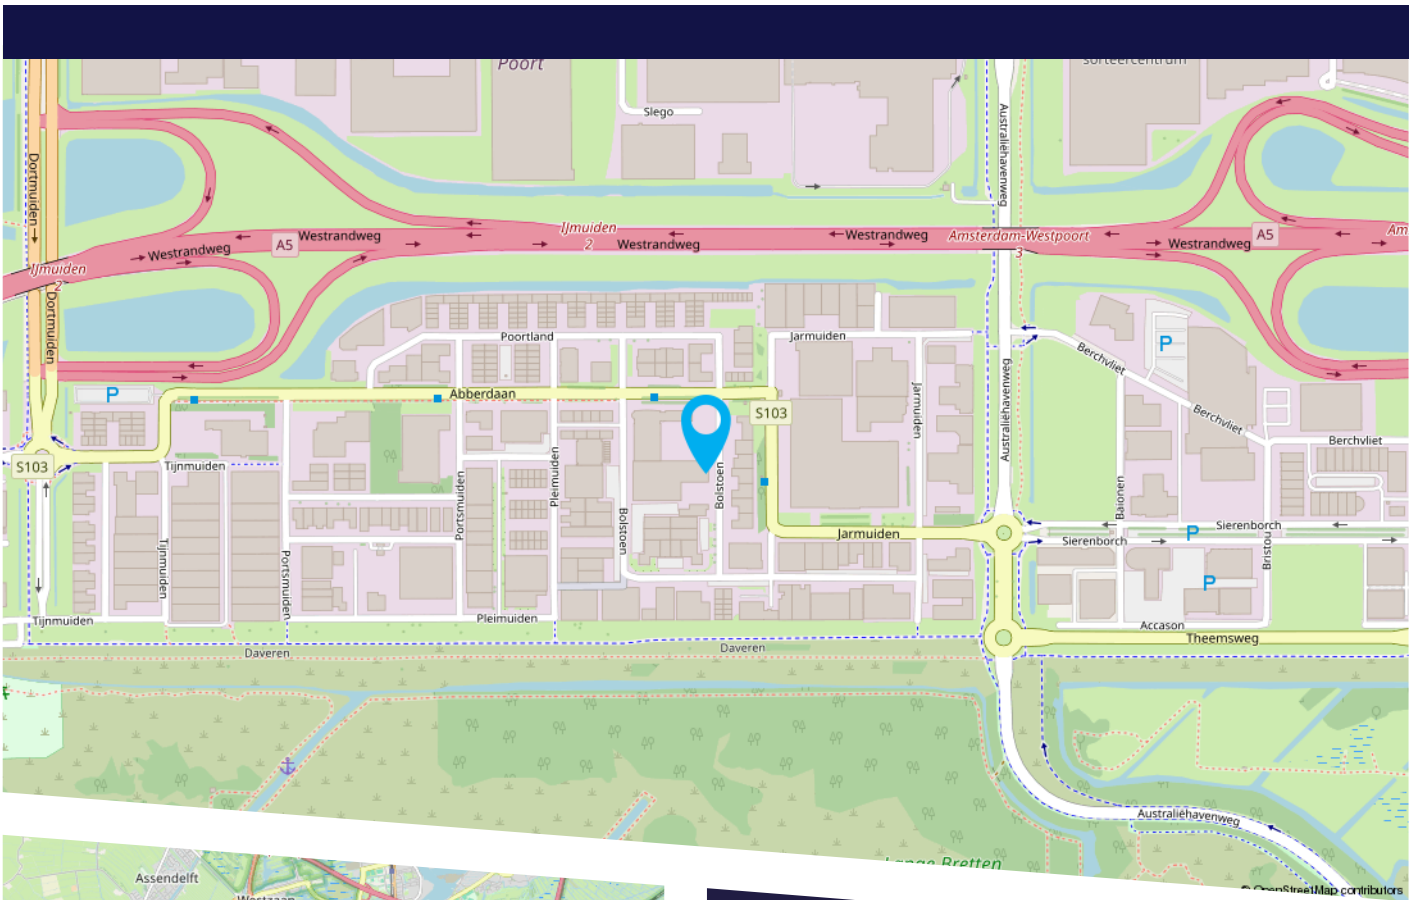 Poort
sorteercentrum
Slego
Australiëhavenweg
Dortmuiden
IJmuiden
2
Westrandweg
Westrandweg
A5
Westrandweg
Westrandweg
Amsterdam-Westpoort
3
Westrandweg
A5
Am
IJmuiden
2
Dortmuiden
Poortland
Jarmuiden
Berchvliet
P
P
Abberdaan
S103
Jarmuiden
Australiëhavenweg
Berchvliet
Berchvliet
S103
Tijnmuiden
Portsmuiden
Pleimuiden
Bolstoen
Bolstoen
Baionen
Jarmuiden
Sierenborch
P
Sierenborch
Bristol
P
Tijnmuiden
Portsmuiden
Tijnmuiden
Pleimuiden
Accason
Theemsweg
Daveren
Daveren
Australiëhavenweg
Lange Bretten
© OpenStreetMap contributors
Assendelft
Westzaan